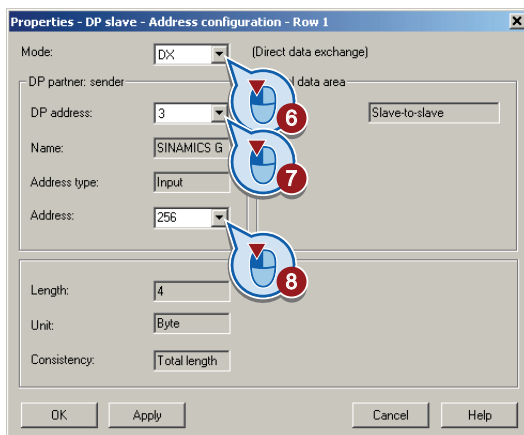 Properties - DP slave - Address configuration - Row 1
Mode: DX (Direct data exchange)
DP partner: sender data area
DP address: 3 Slave-to-slave
Name: SINAMICS G
Address type: Input
Address: 256
6
7
8
Length: 4
Unit: Byte
Consistency: Total length
OK Apply Cancel Help